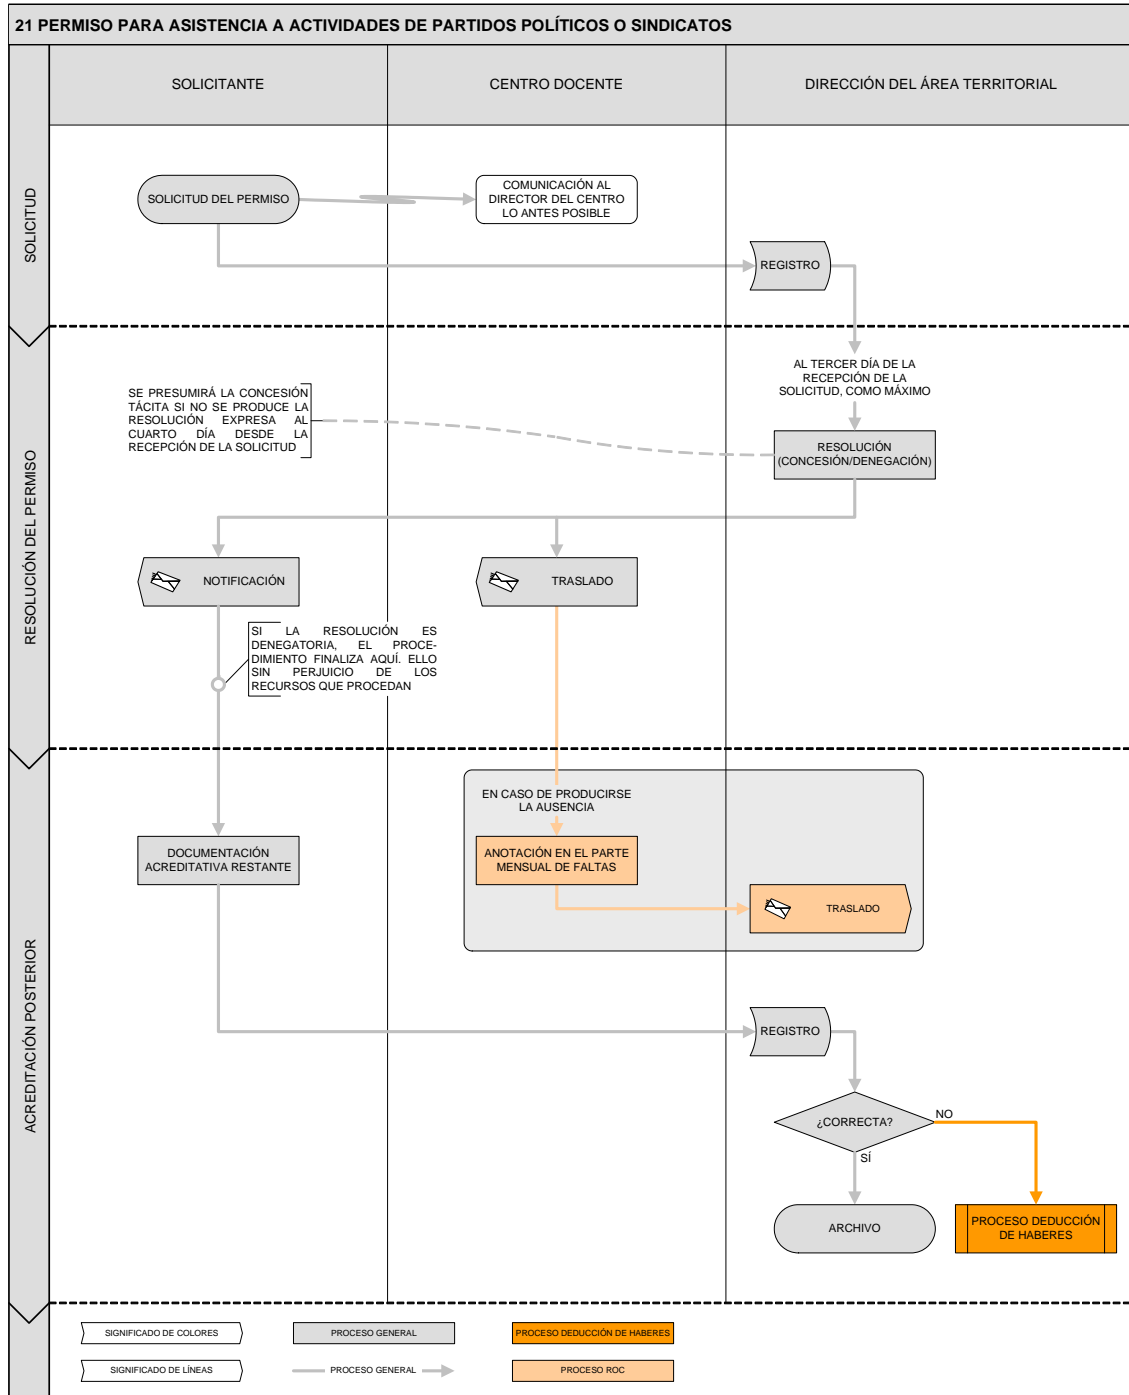 21 PERMISO PARA ASISTENCIA A ACTIVIDADES DE PARTIDOS POLÍTICOS O SINDICATOS
SOLICITANTE
CENTRO DOCENTE
DIRECCIÓN DEL ÁREA TERRITORIAL
SOLICITUD
SOLICITUD DEL PERMISO
COMUNICACIÓN AL
DIRECTOR DEL CENTRO
LO ANTES POSIBLE
REGISTRO
RESOLUCIÓN DEL PERMISO
AL TERCER DÍA DE LA
RECEPCIÓN DE LA
SOLICITUD, COMO MÁXIMO
SE PRESUMIRÁ LA CONCESIÓN
TÁCITA SI NO SE PRODUCE LA
RESOLUCIÓN EXPRESA AL
CUARTO DÍA DESDE LA
RECEPCIÓN DE LA SOLICITUD
RESOLUCIÓN
(CONCESIÓN/DENEGACIÓN)
NOTIFICACIÓN
TRASLADO
SI LA RESOLUCIÓN ES
DENEGATORIA, EL PROCE-
DIMIENTO FINALIZA AQUÍ. ELLO
SIN PERJUICIO DE LOS
RECURSOS QUE PROCEDAN
ACREDITACIÓN POSTERIOR
EN CASO DE PRODUCIRSE
LA AUSENCIA
DOCUMENTACIÓN
ACREDITATIVA RESTANTE
ANOTACIÓN EN EL PARTE
MENSUAL DE FALTAS
TRASLADO
REGISTRO
¿CORRECTA?
NO
SÍ
ARCHIVO
PROCESO DEDUCCIÓN
DE HABERES
SIGNIFICADO DE COLORES
PROCESO GENERAL
PROCESO DEDUCCIÓN DE HABERES
SIGNIFICADO DE LÍNEAS
PROCESO GENERAL
PROCESO ROC